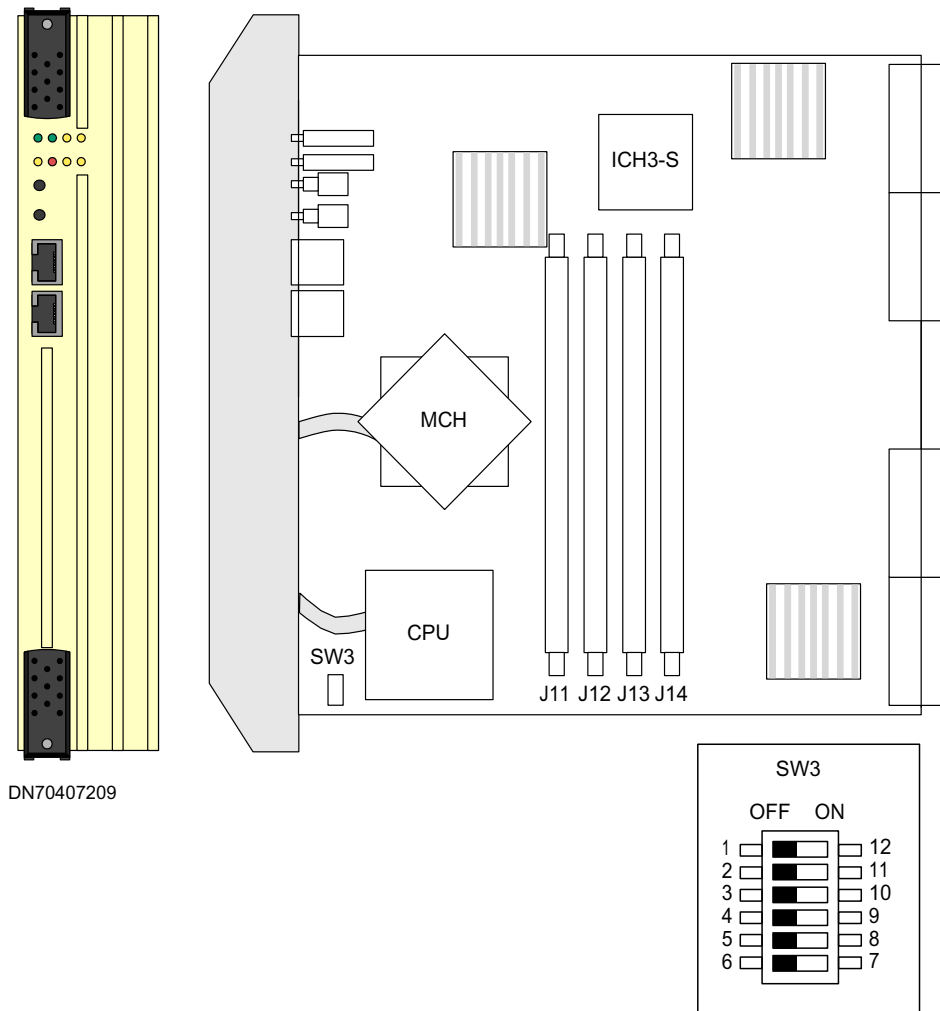 ICH3-S
MCH
CPU
SW3
J11 J12 J13 J14
DN70407209
SW3
OFF ON
1 12
2 11
3 10
4 9
5 8
6 7